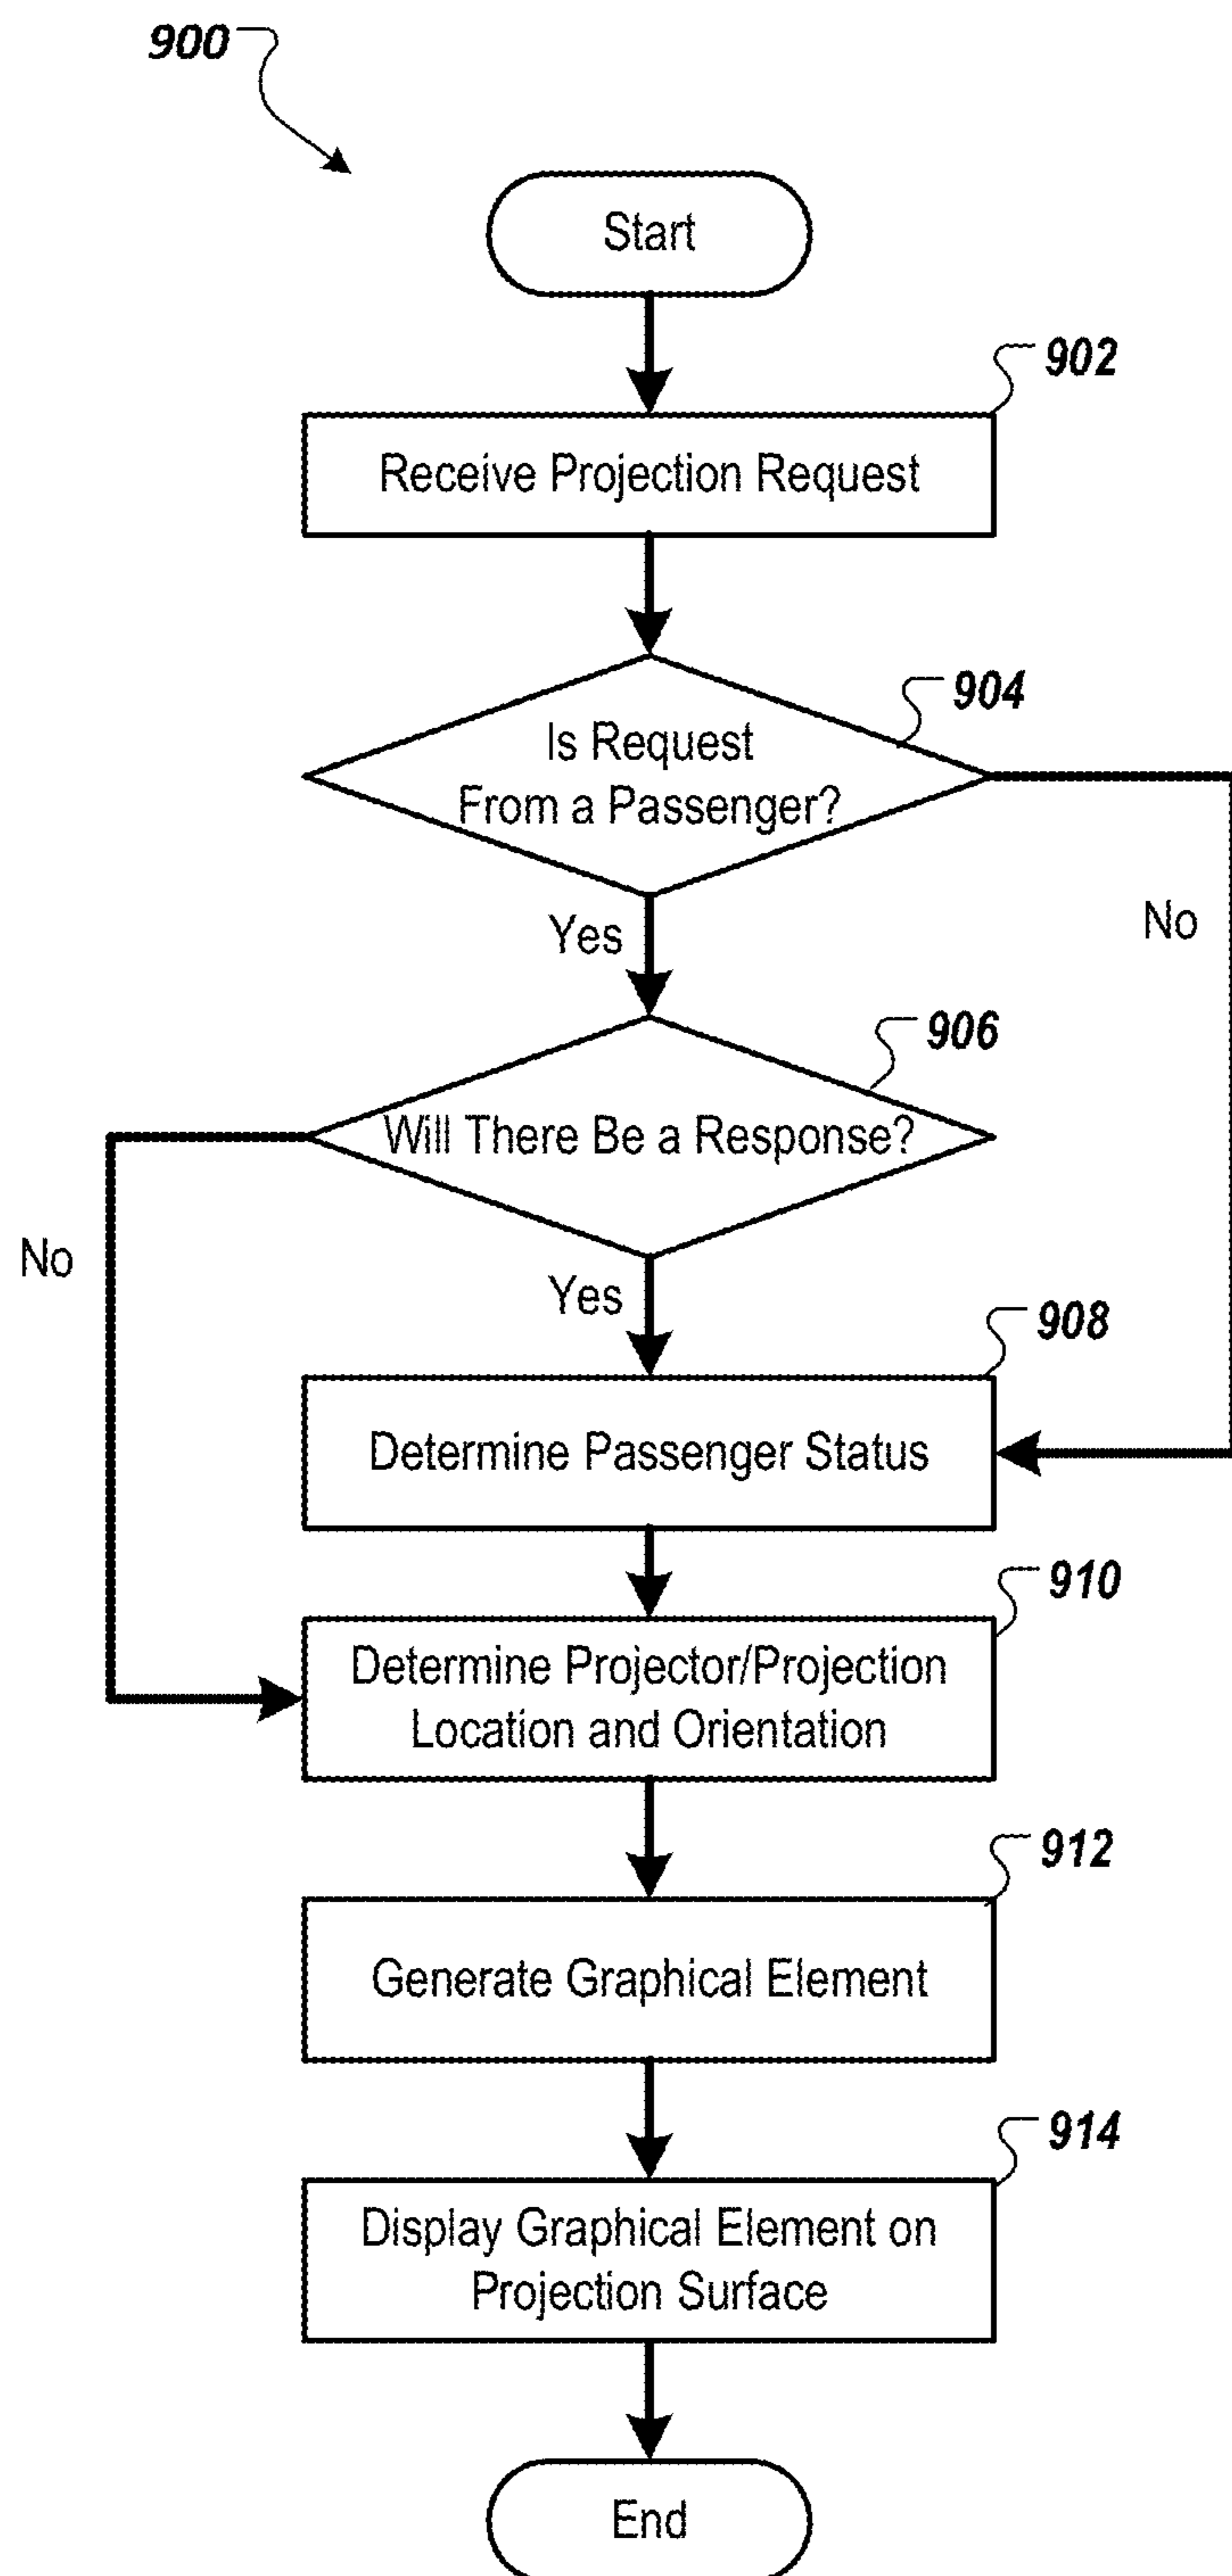 900
Start
902
Receive Projection Request
904
Is Request
From a Passenger?
No
Yes
906
Will There Be a Response?
No
Yes
908
Determine Passenger Status
910
Determine Projector/Projection
Location and Orientation
912
Generate Graphical Element
914
Display Graphical Element on
Projection Surface
End